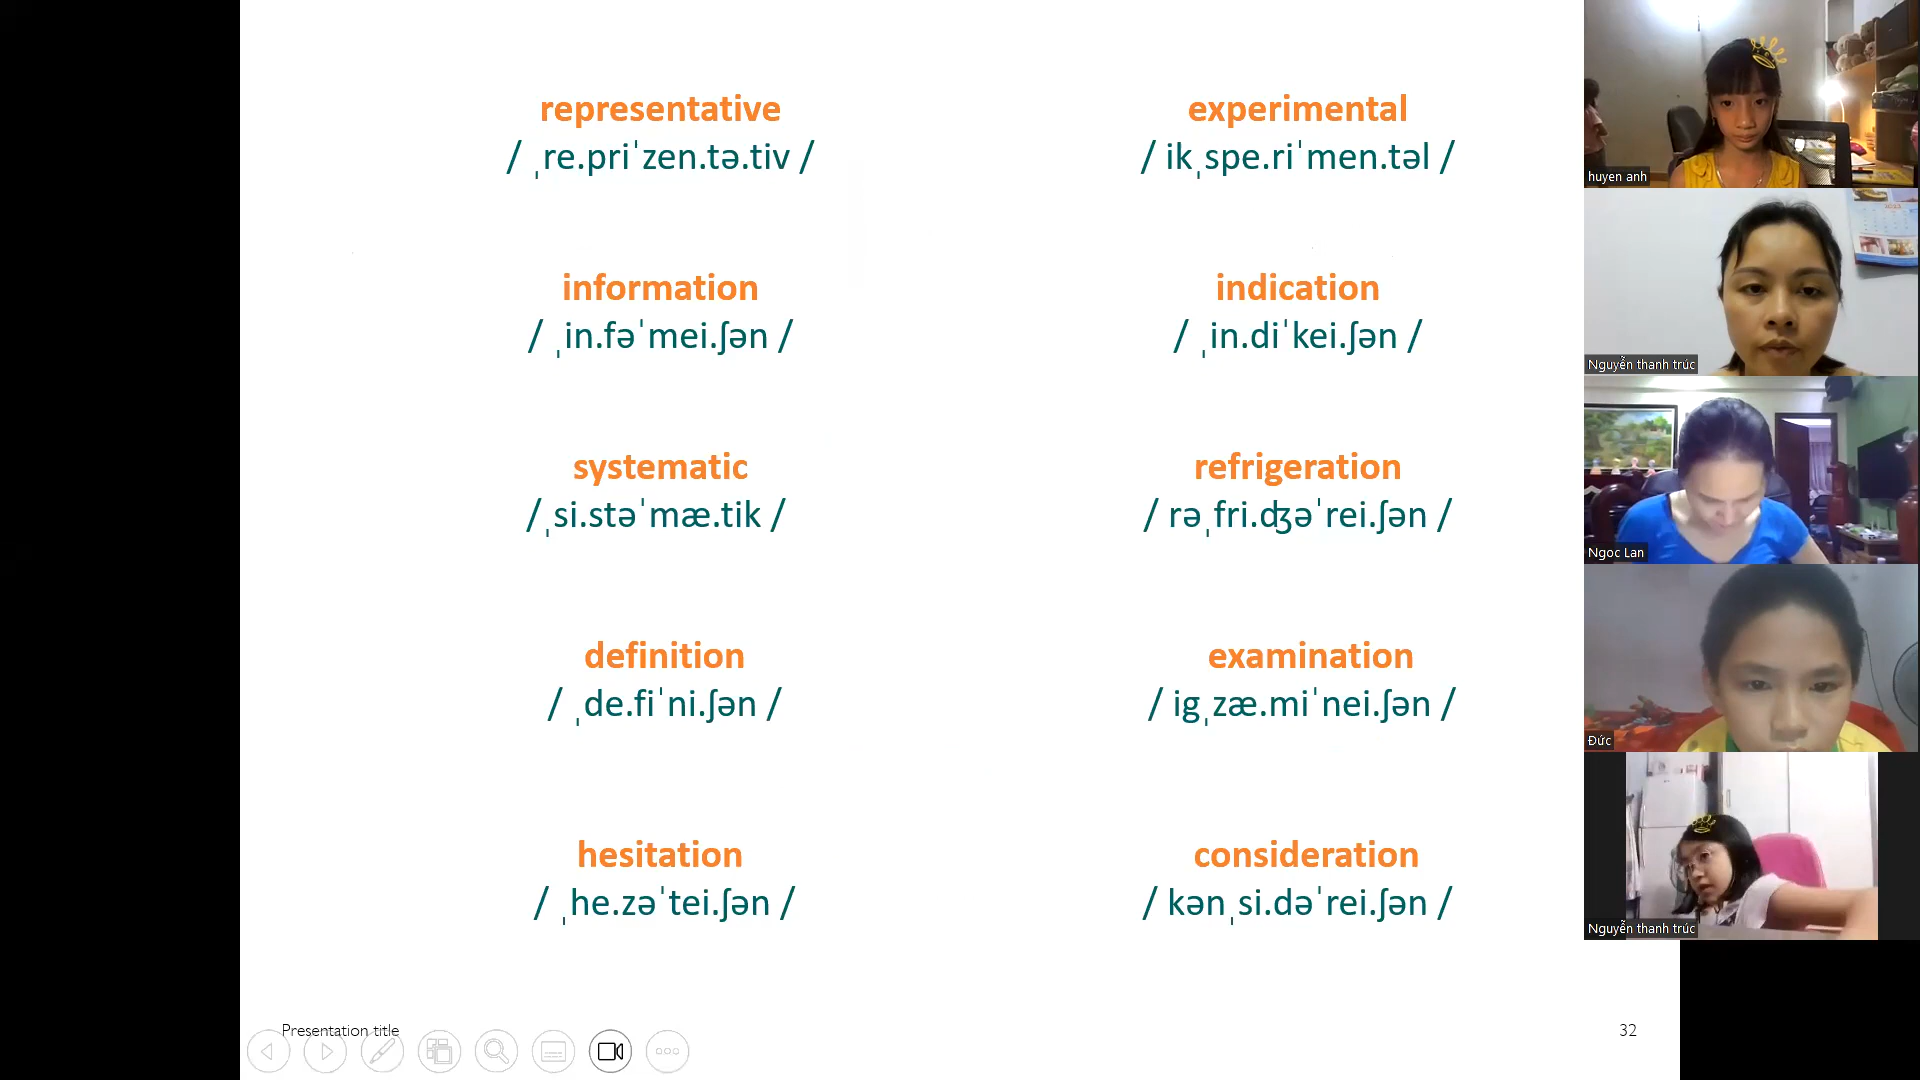 representative
/ ˌre.priˈzen.tə.tiv /
experimental
/ ikˌspe.riˈmen.təl /
information
/ ˌin.fəˈmei.ʃən /
indication
/ ˌin.diˈkei.ʃən /
systematic
/ˌsi.stəˈmæ.tik /
refrigeration
/ rəˌfri.ʤəˈrei.ʃən /
definition
/ ˌde.fiˈni.ʃən /
examination
/ igˌzæ.miˈnei.ʃən /
hesitation
/ ˌhe.zəˈtei.ʃən /
consideration
/ kənˌsi.dəˈrei.ʃən /
Presentation title
32
huyen anh
Nguyễn thanh trúc
Ngoc Lan
Đức
Nguyễn thanh trúc